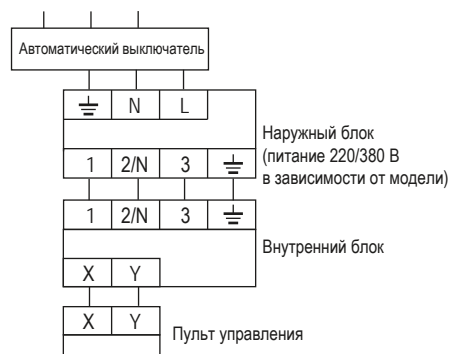 Автоматический выключатель
⏚ N L
Наружный блок
(питание 220/380 В
в зависимости от модели)
1 2/N 3 ⏚
1 2/N 3 ⏚
Внутренний блок
X Y
X Y
Пульт управления